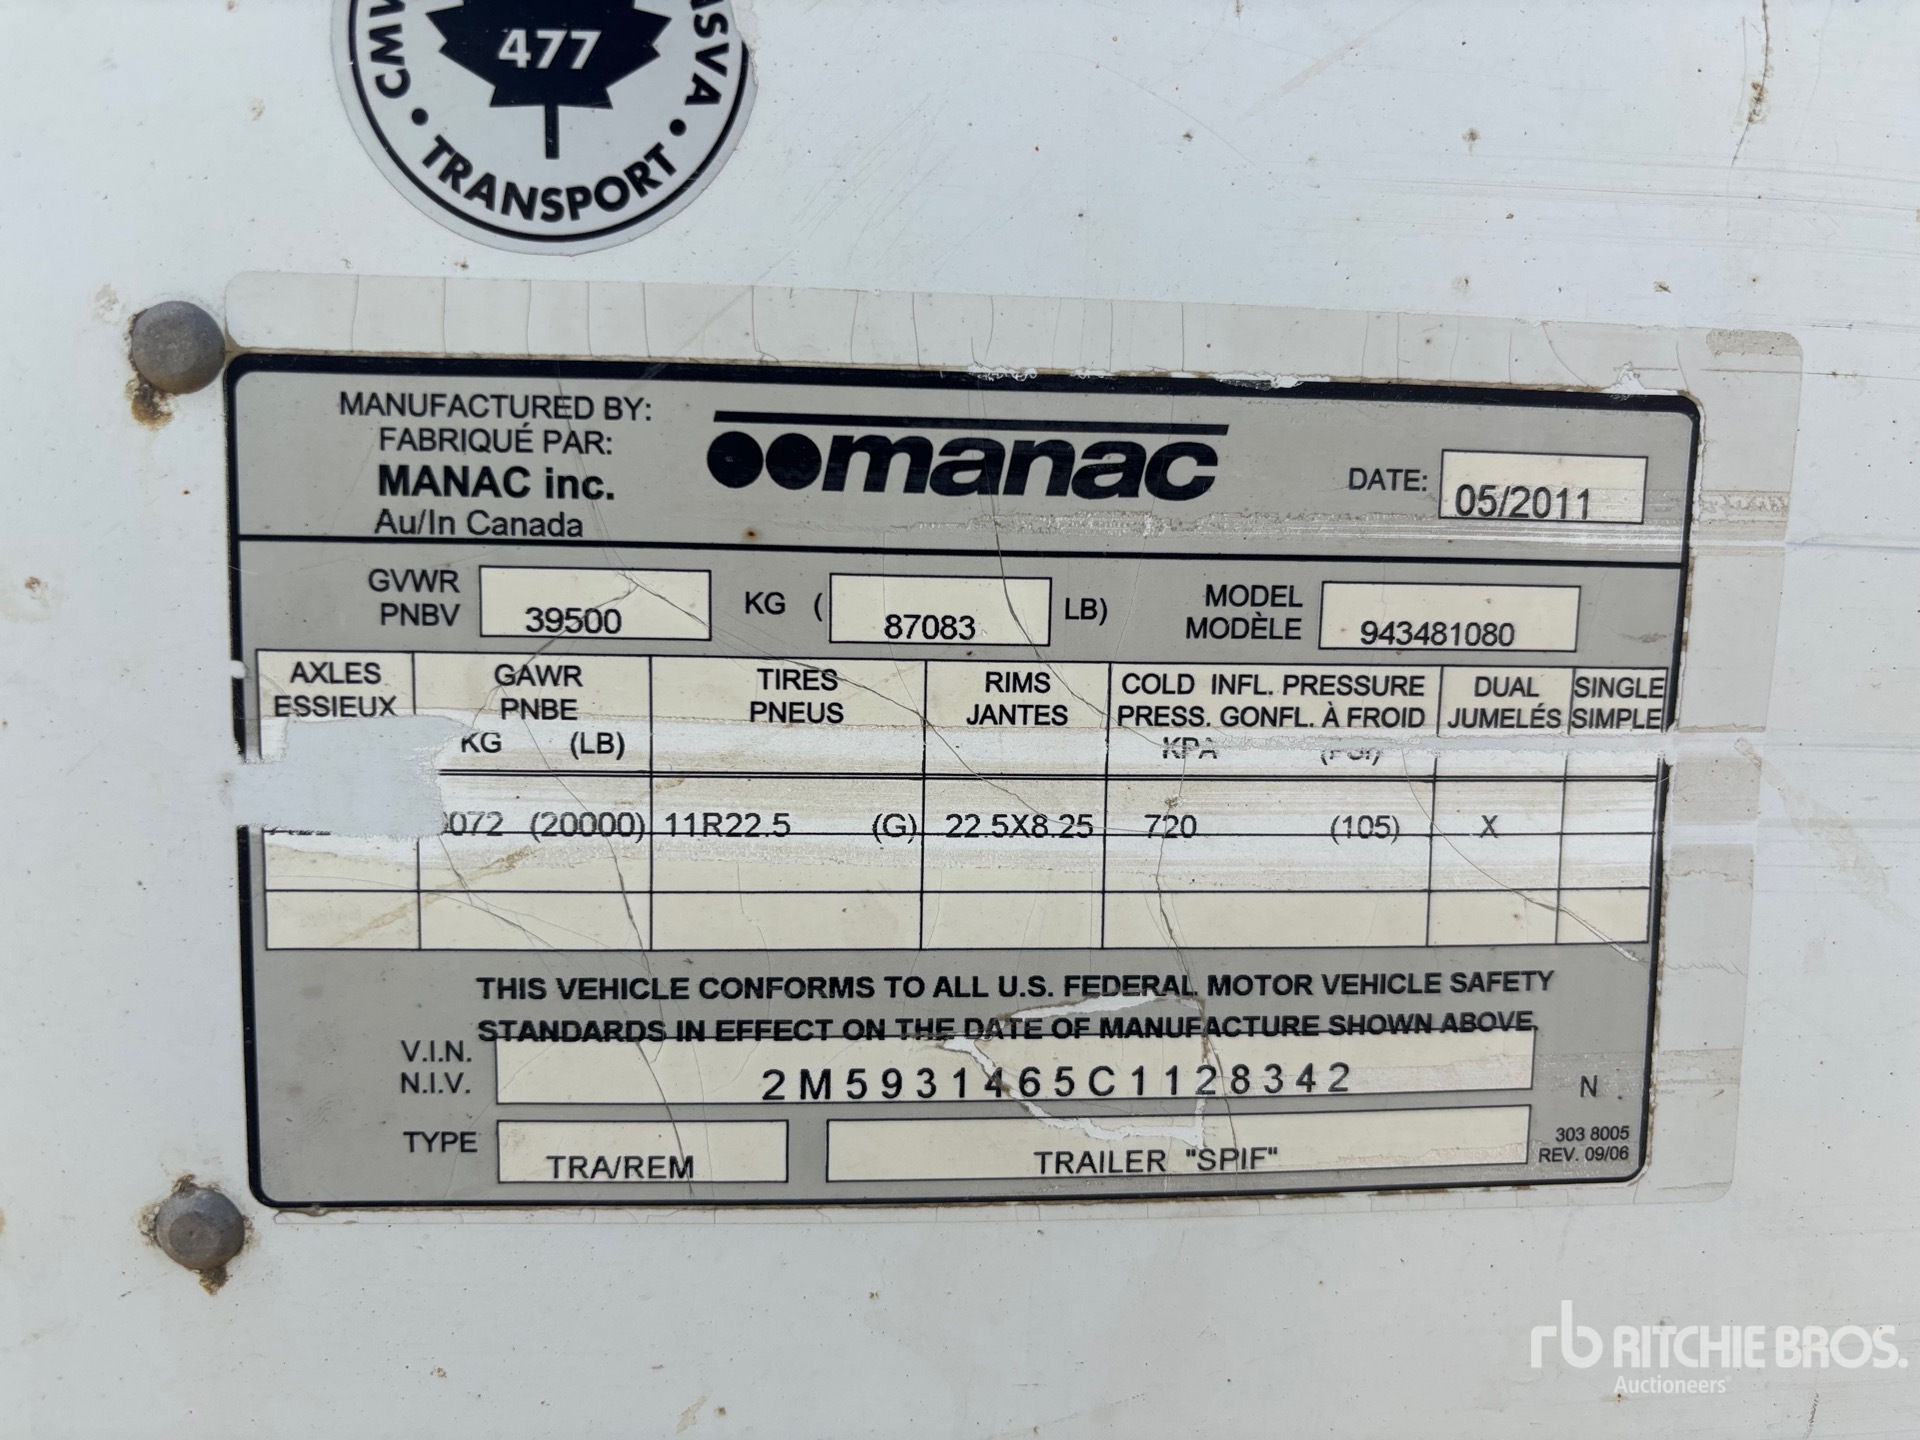 477
TRANSPORT
MANUFACTURED BY:
FABRIQUÉ PAR:
MANAC inc.
Au/In Canada
manac
DATE: 05/2011
GVWR
PNBV
39500 KG ( 87083 LB)
MODEL
MODÈLE
943481080
AXLES
ESSIEUX
GAWR
PNBE
KG (LB)
TIRES
PNEUS
RIMS
JANTES
COLD INFL. PRESSURE
PRESS. GONFL. À FROID
KPA (PSI)
DUAL
JUMELÉS
SINGLE
SIMPLE
(20000) 11R22.5 (G) 22.5X8.25 720 (105) X
THIS VEHICLE CONFORMS TO ALL U.S. FEDERAL MOTOR VEHICLE SAFETY
STANDARDS IN EFFECT ON THE DATE OF MANUFACTURE SHOWN ABOVE.
V.I.N.
N.I.V.
2M5931465C1128342
N
TYPE TRA/REM TRAILER "SPIF"
303 8005
REV. 09/06
rb RITCHIE BROS.
Auctioneers